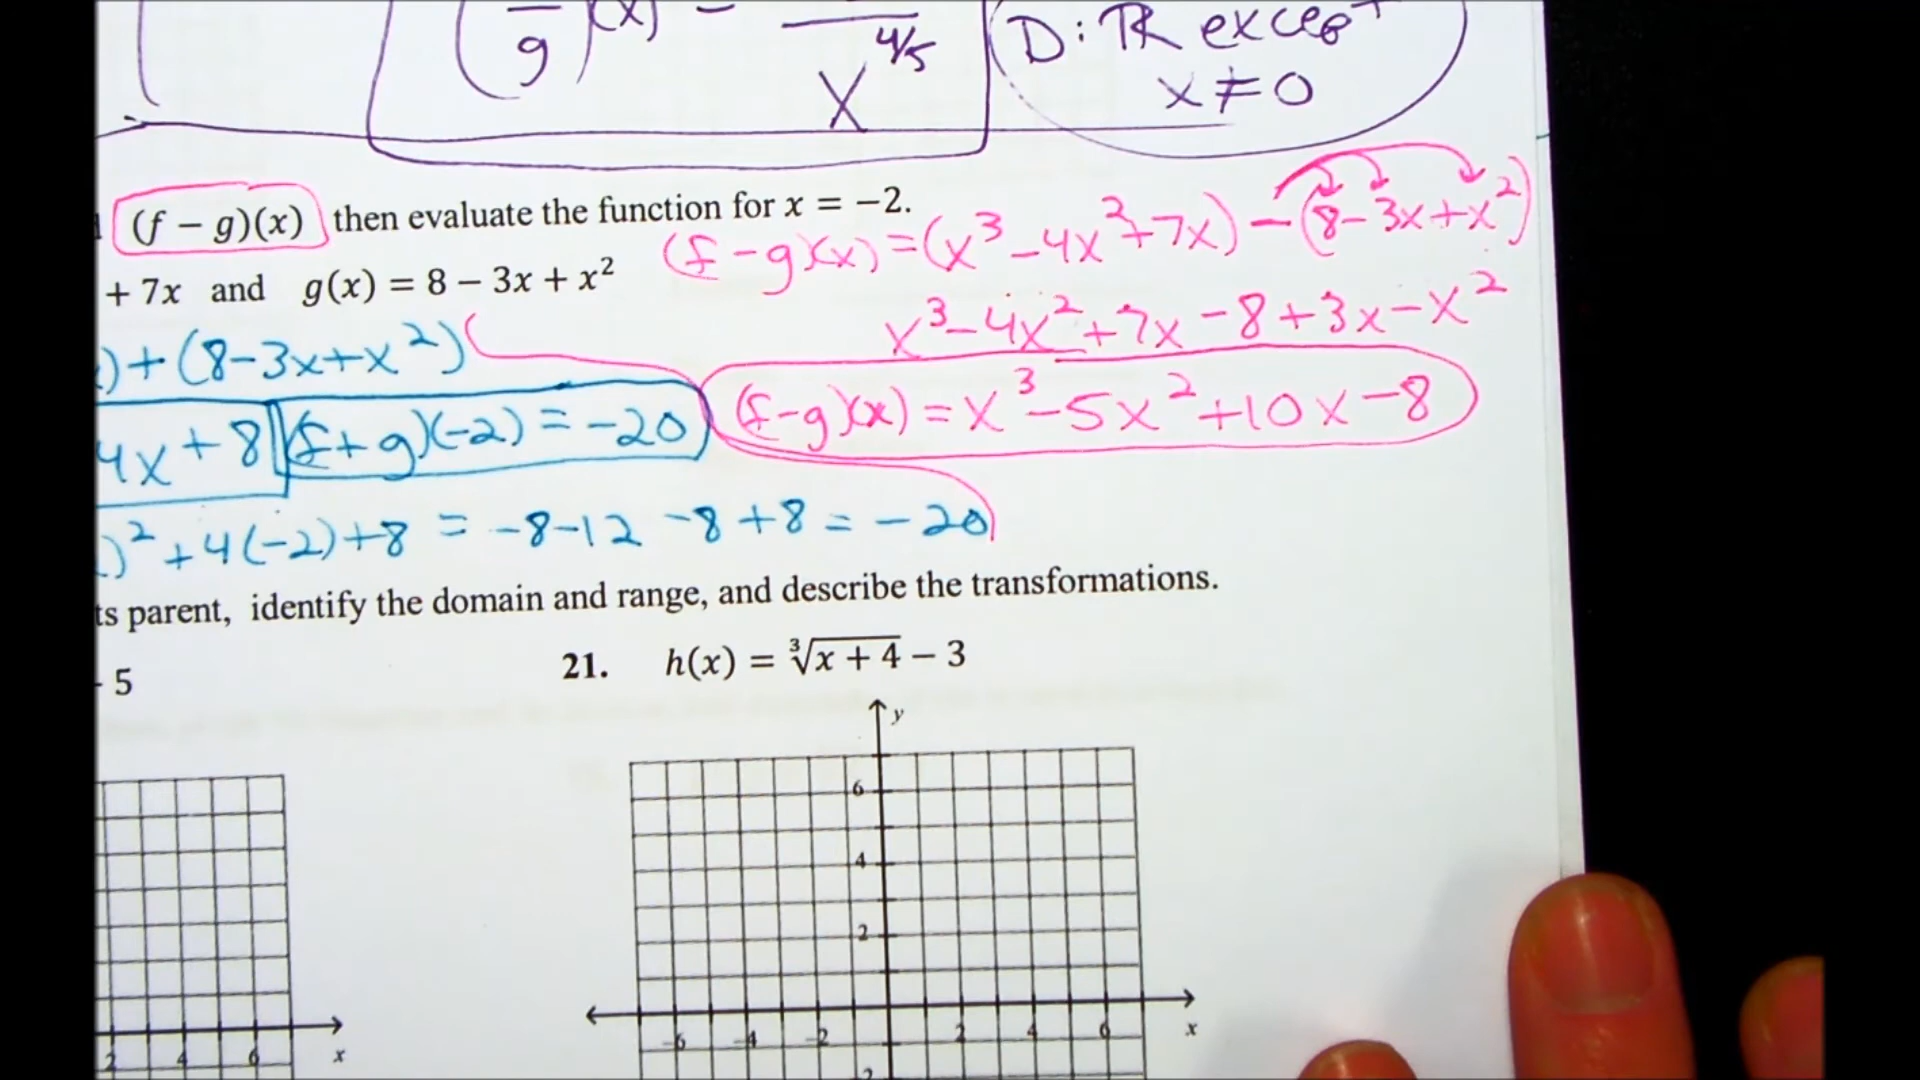 (f/g)(x) = / x^4/5
D: ℝ except
x ≠ 0
(f − g)(x) then evaluate the function for x = −2.
(f-g)(x) = (x³ - 4x² + 7x) - (8 - 3x + x²)
+ 7x and g(x) = 8 − 3x + x²
x³ - 4x² + 7x - 8 + 3x - x²
) + (8 - 3x + x²)
(f-g)(x) = x³ - 5x² + 10x - 8
4x + 8
(f+g)(-2) = -20
)² + 4(-2) + 8 = -8 - 12 - 8 + 8 = -20
ts parent, identify the domain and range, and describe the transformations.
- 5
21. h(x) = ∛x + 4 − 3
y
6
4
2
-6 -4 -2 2 4 6 x
2 4 6 x